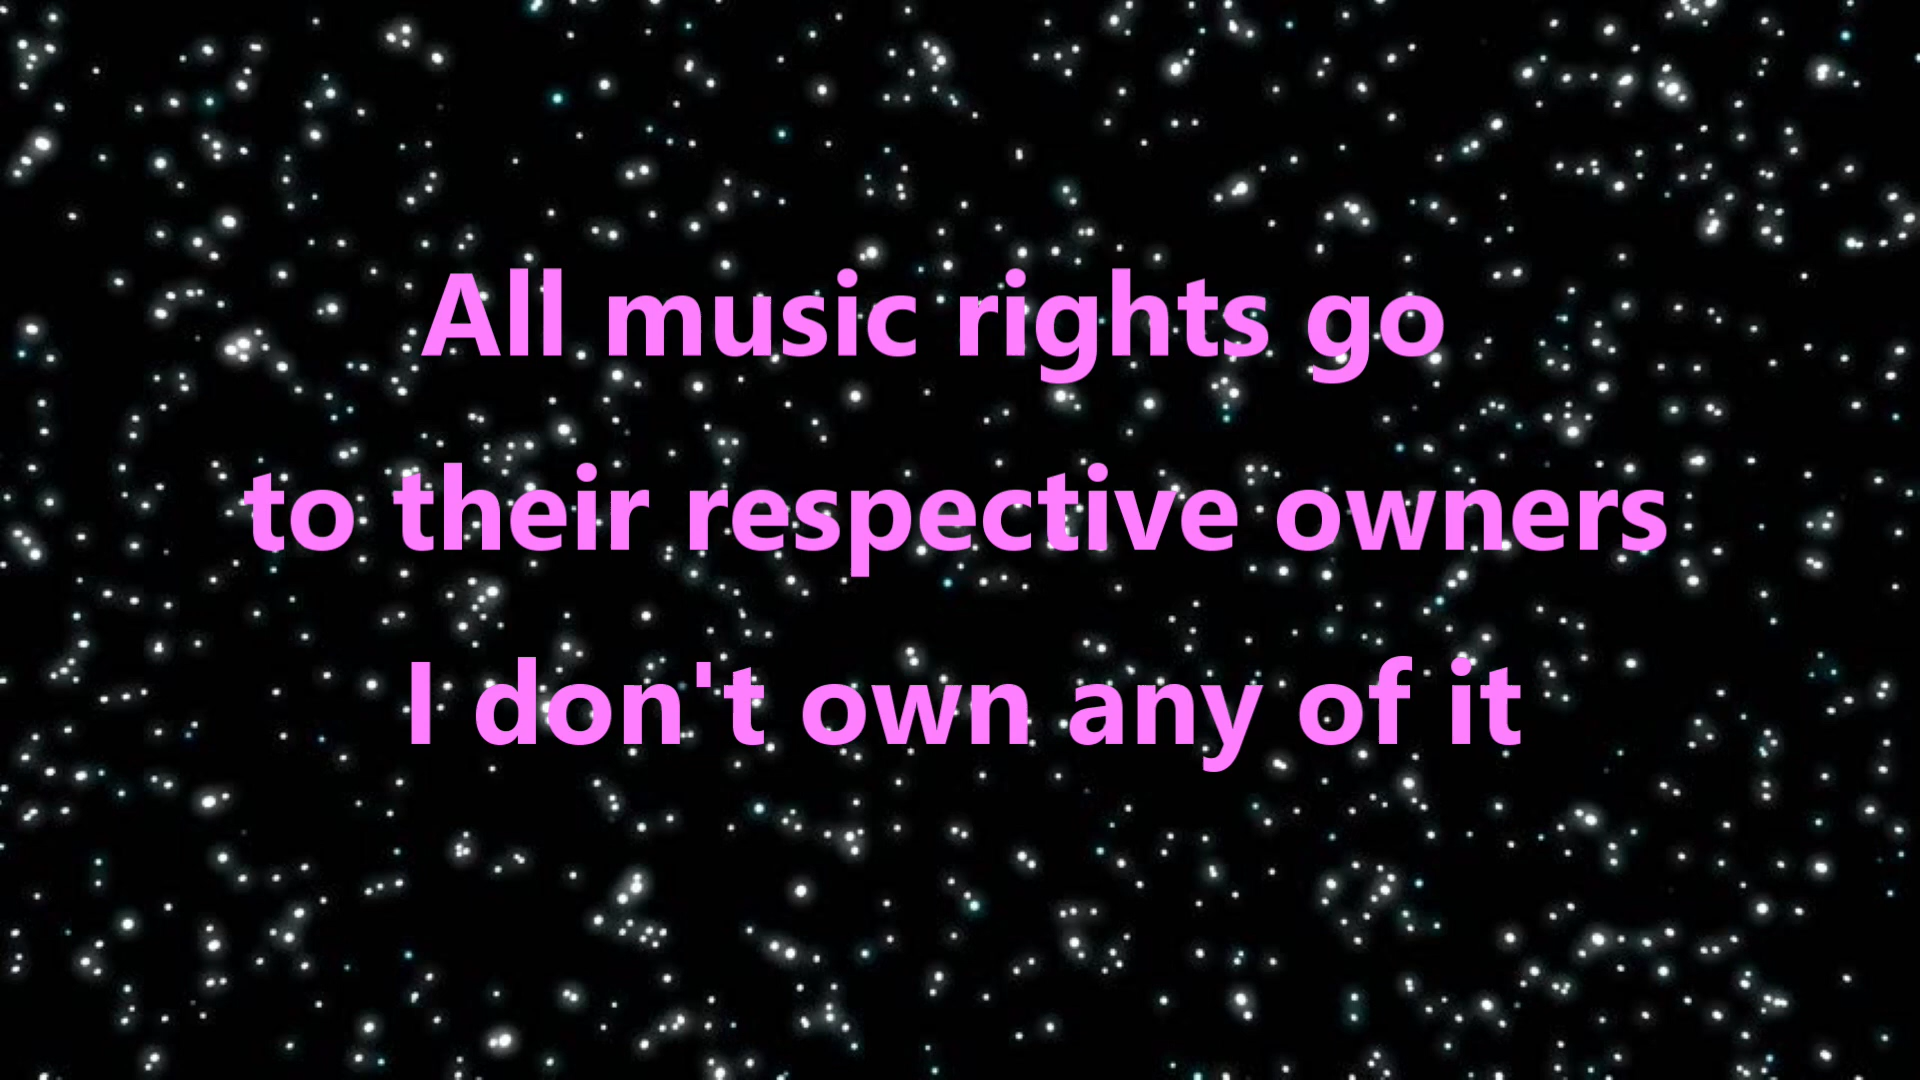 All music rights go
to their respective owners
I don't own any of it